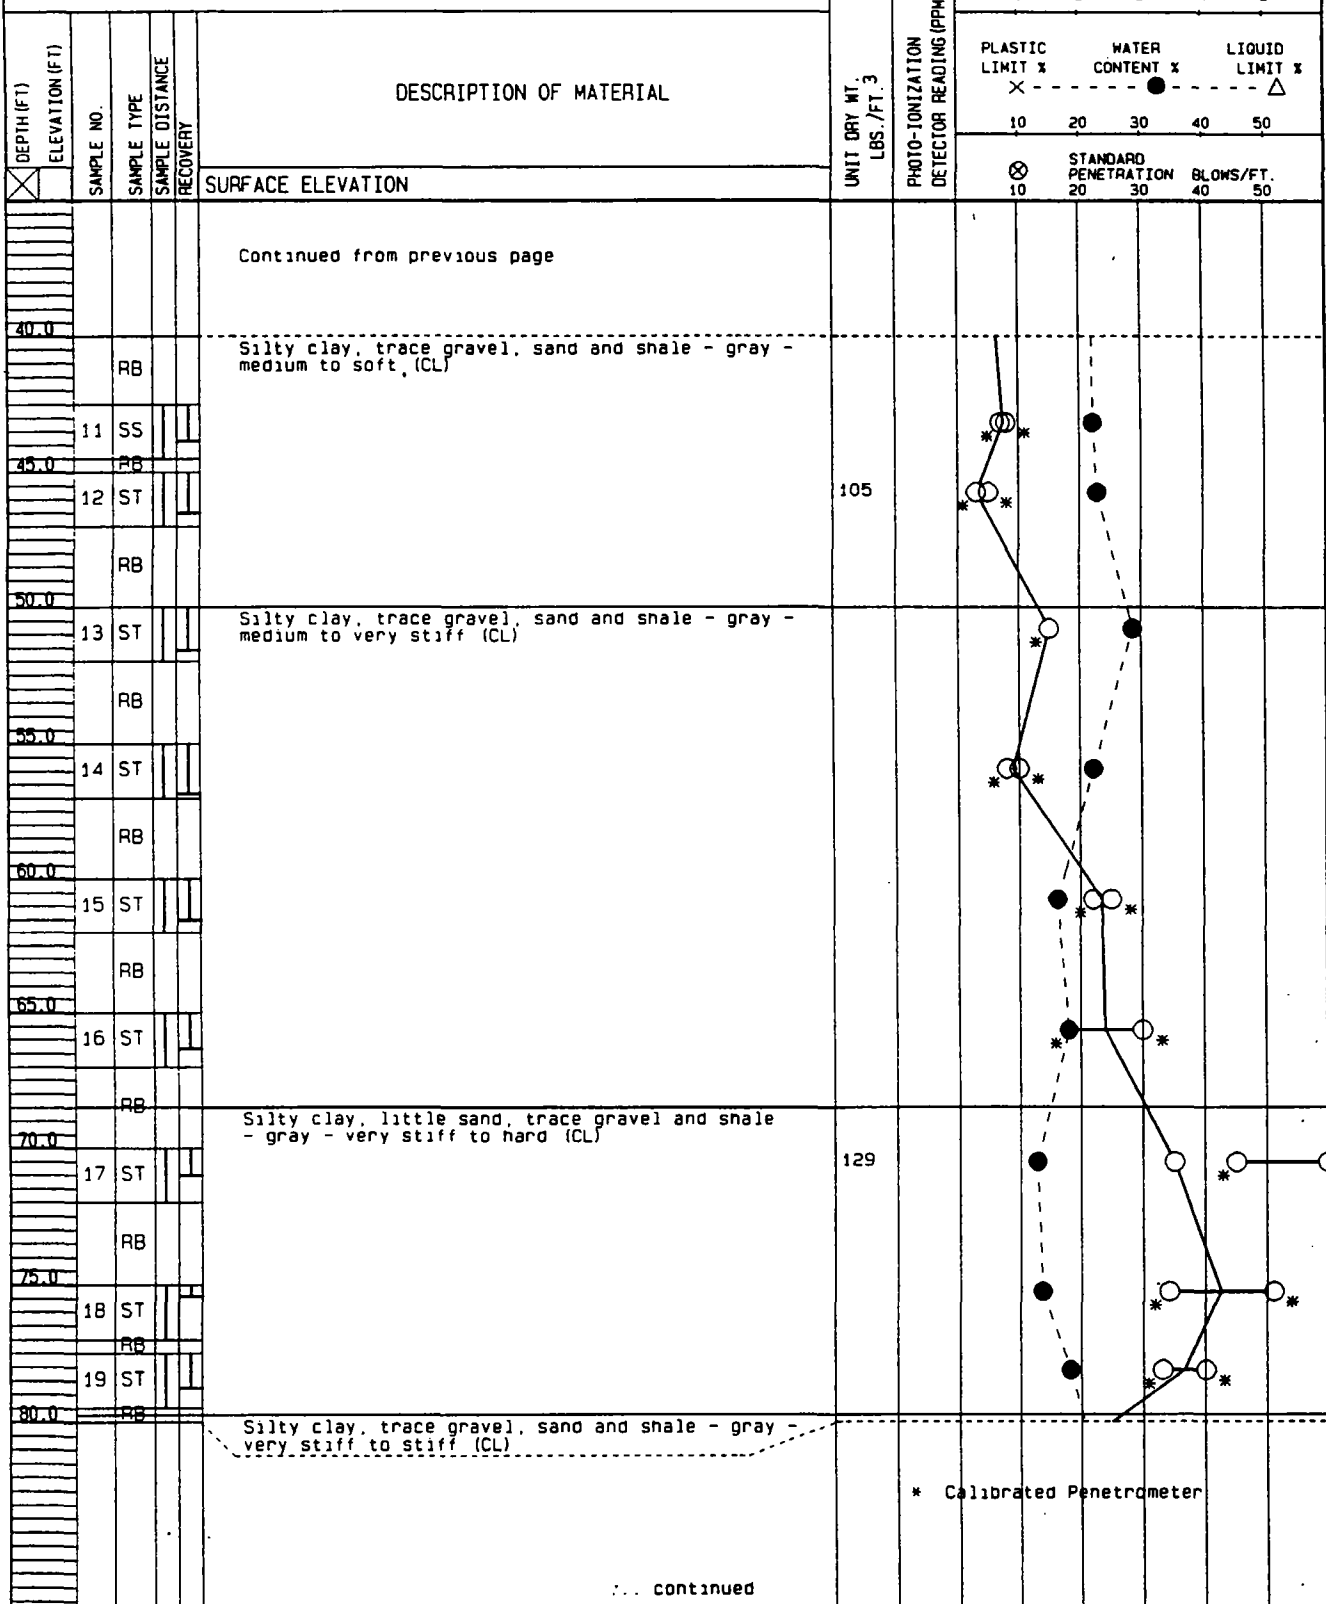 DEPTH (FT)
ELEVATION (FT)
SAMPLE NO.
SAMPLE TYPE
SAMPLE DISTANCE
RECOVERY
DESCRIPTION OF MATERIAL
SURFACE ELEVATION
UNIT DRY WT.
LBS./FT.3
PHOTO-IONIZATION
DETECTOR READING (PPM
PLASTIC WATER LIQUID
LIMIT % CONTENT % LIMIT %
10 20 30 40 50
STANDARD
PENETRATION BLOWS/FT.
10 20 30 40 50
Continued from previous page
40.0
Silty clay, trace gravel, sand and shale - gray -
medium to soft, (CL)
RB
11 SS
* *
45.0 RB
12 ST 105
* *
RB
50.0
Silty clay, trace gravel, sand and shale - gray -
medium to very stiff (CL)
13 ST
*
RB
55.0
14 ST
* *
RB
60.0
15 ST
* *
RB
65.0
16 ST
* *
RB
Silty clay, little sand, trace gravel and shale
- gray - very stiff to hard (CL)
70.0
17 ST 129
*
RB
75.0
18 ST
* *
RB
19 ST
* *
80.0 RB
Silty clay, trace gravel, sand and shale - gray -
very stiff to stiff (CL)
* Calibrated Penetrometer
... continued